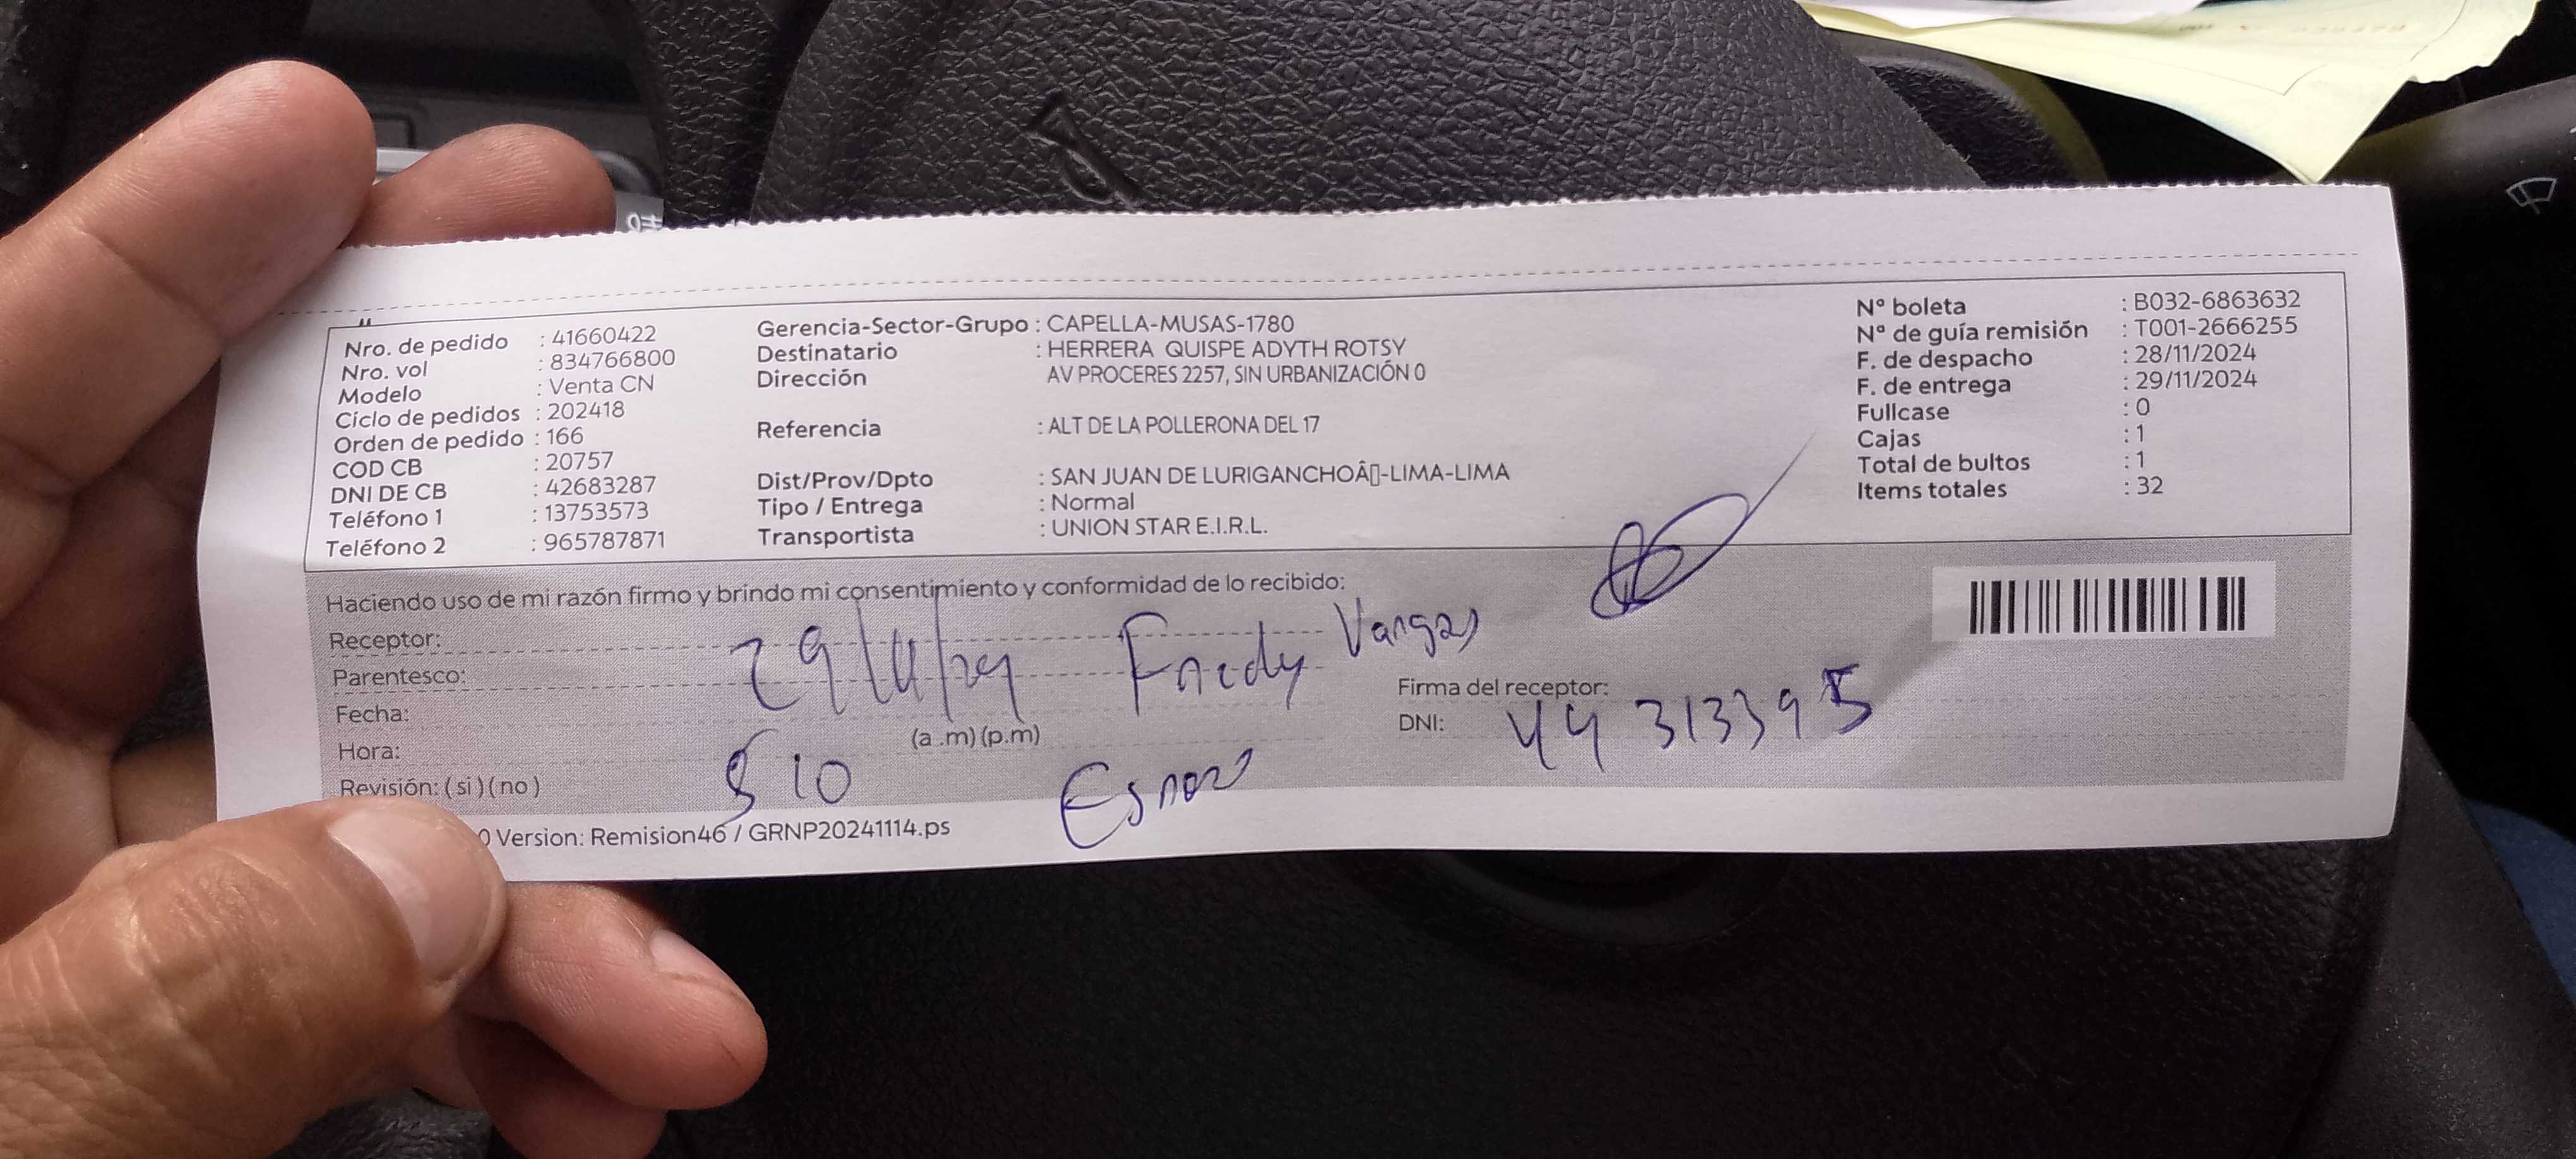 Nro. de pedido : 41660422
Nro. vol : 834766800
Modelo : Venta CN
Ciclo de pedidos : 202418
Orden de pedido : 166
COD CB : 20757
DNI DE CB : 42683287
Teléfono 1 : 13753573
Teléfono 2 : 965787871
Gerencia-Sector-Grupo : CAPELLA-MUSAS-1780
Destinatario : HERRERA QUISPE ADYTH ROTSY
Dirección AV PROCERES 2257, SIN URBANIZACIÓN 0
Referencia : ALT DE LA POLLERONA DEL 17
Dist/Prov/Dpto : SAN JUAN DE LURIGANCHOÂ▯-LIMA-LIMA
Tipo / Entrega : Normal
Transportista : UNION STAR E.I.R.L.
Nº boleta : B032-6863632
Nº de guía remisión : T001-2666255
F. de despacho : 28/11/2024
F. de entrega : 29/11/2024
Fullcase : 0
Cajas : 1
Total de bultos : 1
Items totales : 32
Haciendo uso de mi razón firmo y brindo mi consentimiento y conformidad de lo recibido:
Receptor: Fredy Vargas
Parentesco:
Fecha: 29/11/24
Hora: (a .m) (p.m)
Revisión: ( si ) ( no )
10
Firma del receptor:
DNI: 44313395
0 Version: Remision46 / GRNP20241114.ps